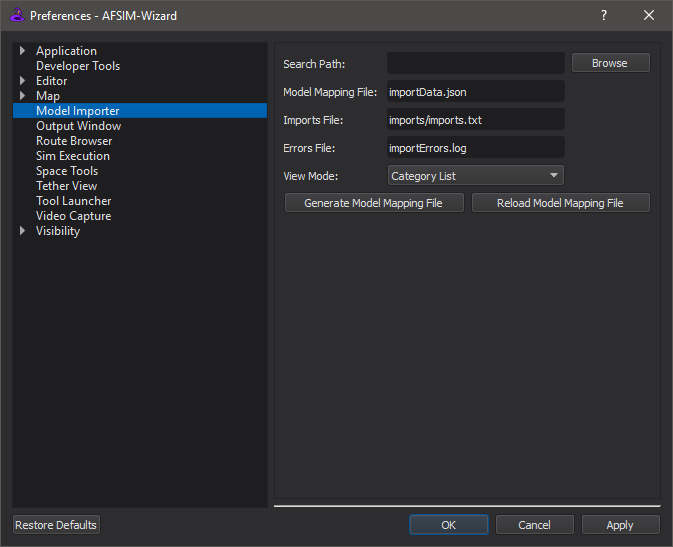 Preferences - AFSIM-Wizard
?
Application
Developer Tools
Editor
Map
Model Importer
Output Window
Route Browser
Sim Execution
Space Tools
Tether View
Tool Launcher
Video Capture
Visibility
Search Path:
Browse
Model Mapping File: importData.json
Imports File: imports/imports.txt
Errors File: importErrors.log
View Mode: Category List
Generate Model Mapping File
Reload Model Mapping File
Restore Defaults
OK
Cancel
Apply